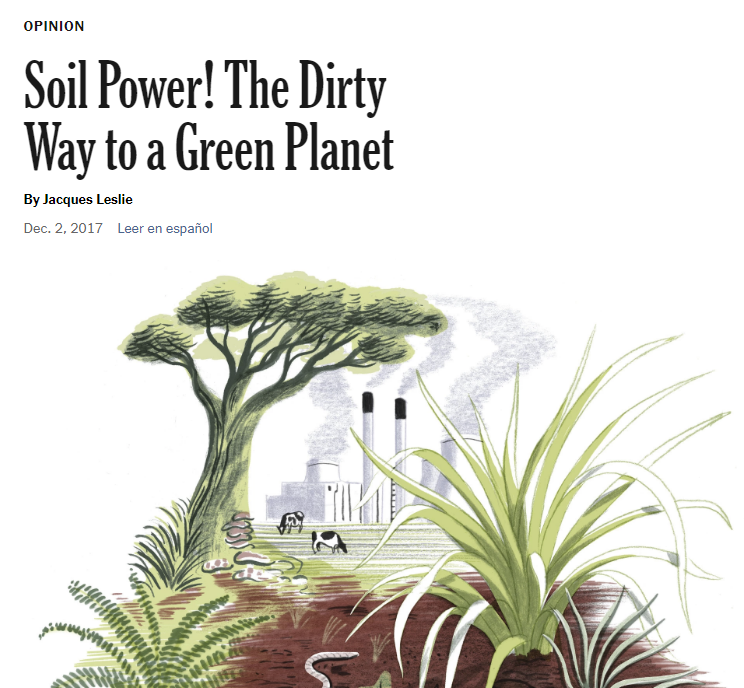 OPINION
Soil Power! The Dirty
Way to a Green Planet
By Jacques Leslie
Dec. 2, 2017 Leer en español